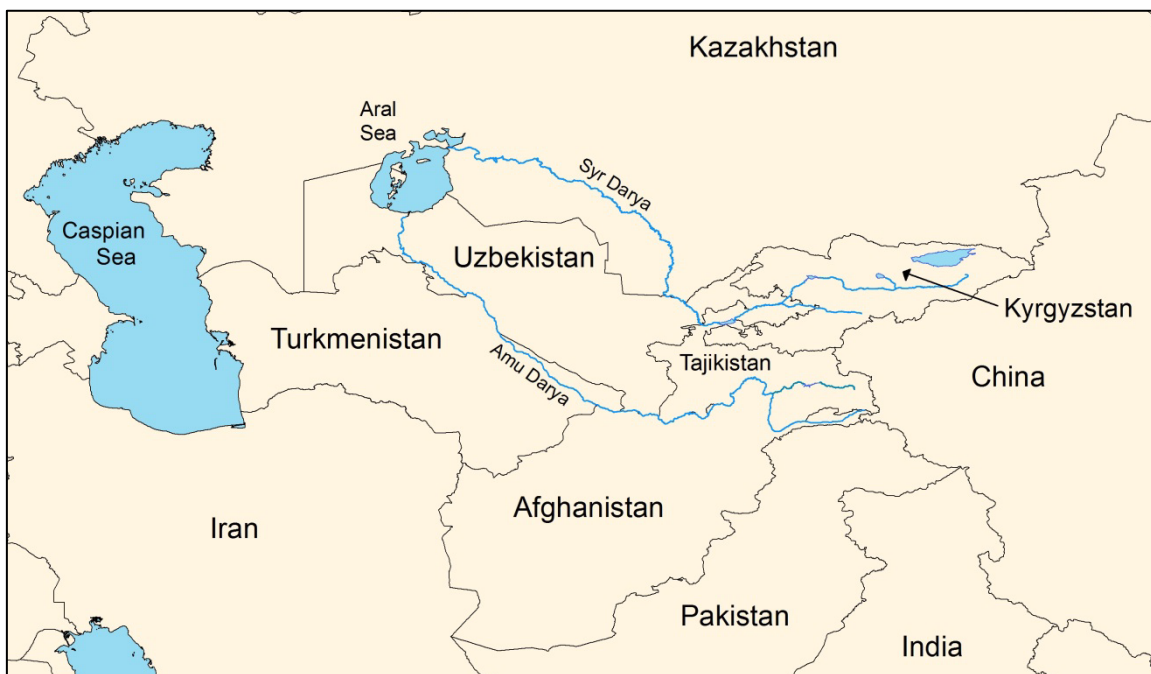 Kazakhstan
Aral
Sea
Syr Darya
Caspian
Sea
Uzbekistan
Kyrgyzstan
Turkmenistan
Tajikistan
Amu Darya
China
Afghanistan
Iran
Pakistan
India